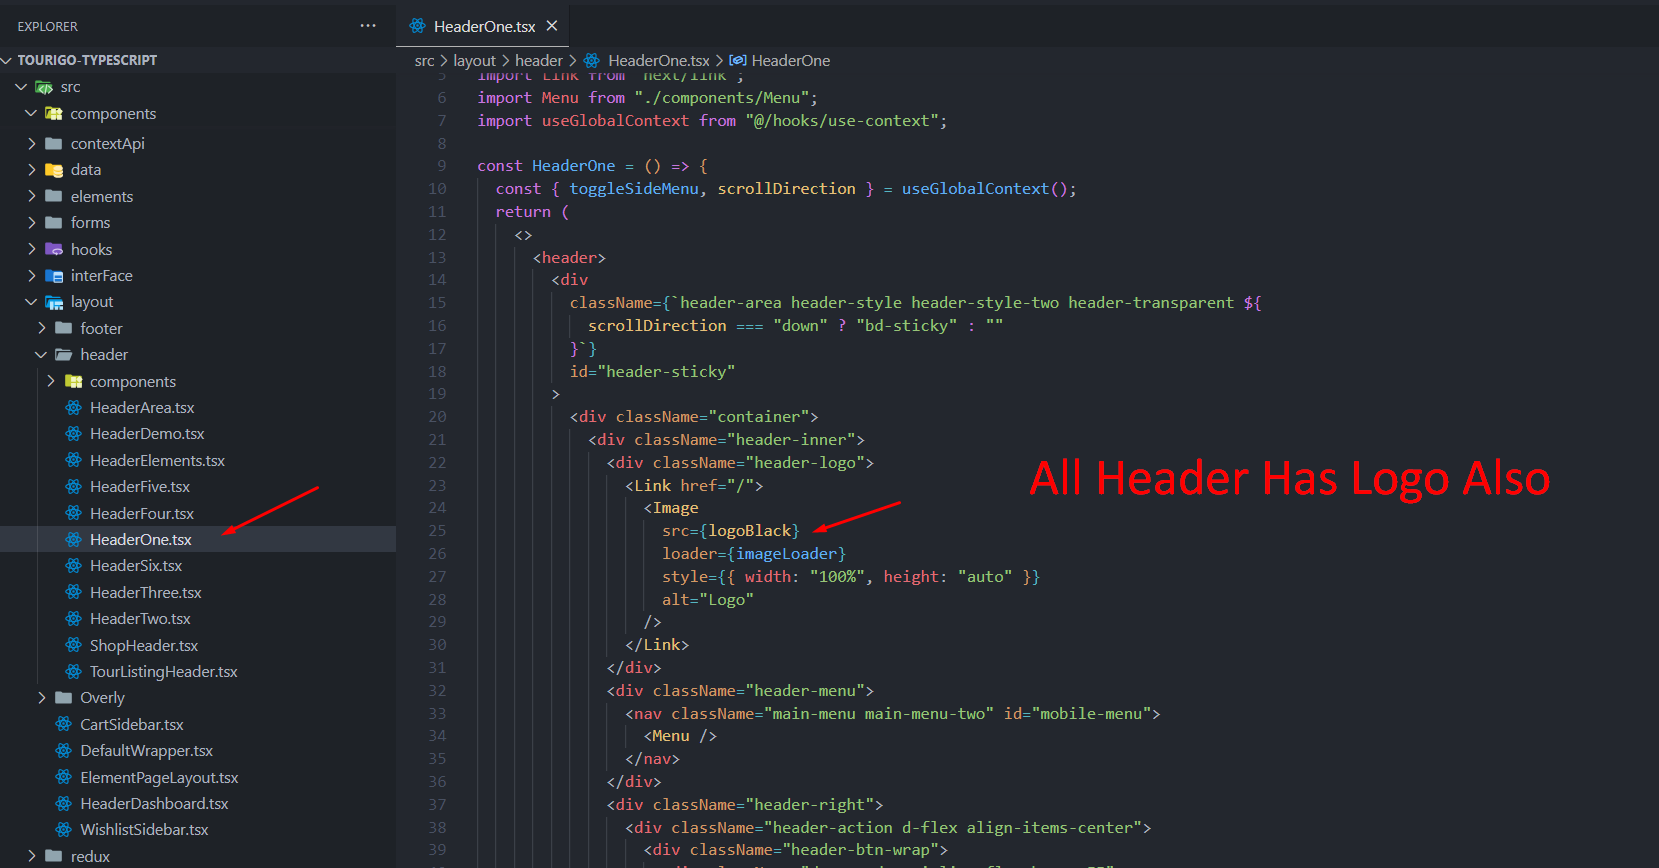 EXPLORER
···
TOURIGO-TYPESCRIPT
src
components
contextApi
data
elements
forms
hooks
interFace
layout
footer
header
components
HeaderArea.tsx
HeaderDemo.tsx
HeaderElements.tsx
HeaderFive.tsx
HeaderFour.tsx
HeaderOne.tsx
HeaderSix.tsx
HeaderThree.tsx
HeaderTwo.tsx
ShopHeader.tsx
TourListingHeader.tsx
Overly
CartSidebar.tsx
DefaultWrapper.tsx
ElementPageLayout.tsx
HeaderDashboard.tsx
WishlistSidebar.tsx
redux
HeaderOne.tsx
src > layout > header > HeaderOne.tsx > HeaderOne
5 import Link from "next/link";
6 import Menu from "./components/Menu";
7 import useGlobalContext from "@/hooks/use-context";
8
9 const HeaderOne = () => {
10 const { toggleSideMenu, scrollDirection } = useGlobalContext();
11 return (
12 <>
13 <header>
14 <div
15 className={`header-area header-style header-style-two header-transparent ${
16 scrollDirection === "down" ? "bd-sticky" : ""
17 }`}
18 id="header-sticky"
19 >
20 <div className="container">
21 <div className="header-inner">
22 <div className="header-logo">
23 <Link href="/">
24 <Image
25 src={logoBlack}
26 loader={imageLoader}
27 style={{ width: "100%", height: "auto" }}
28 alt="Logo"
29 />
30 </Link>
31 </div>
32 <div className="header-menu">
33 <nav className="main-menu main-menu-two" id="mobile-menu">
34 <Menu />
35 </nav>
36 </div>
37 <div className="header-right">
38 <div className="header-action d-flex align-items-center">
39 <div className="header-btn-wrap">
All Header Has Logo Also